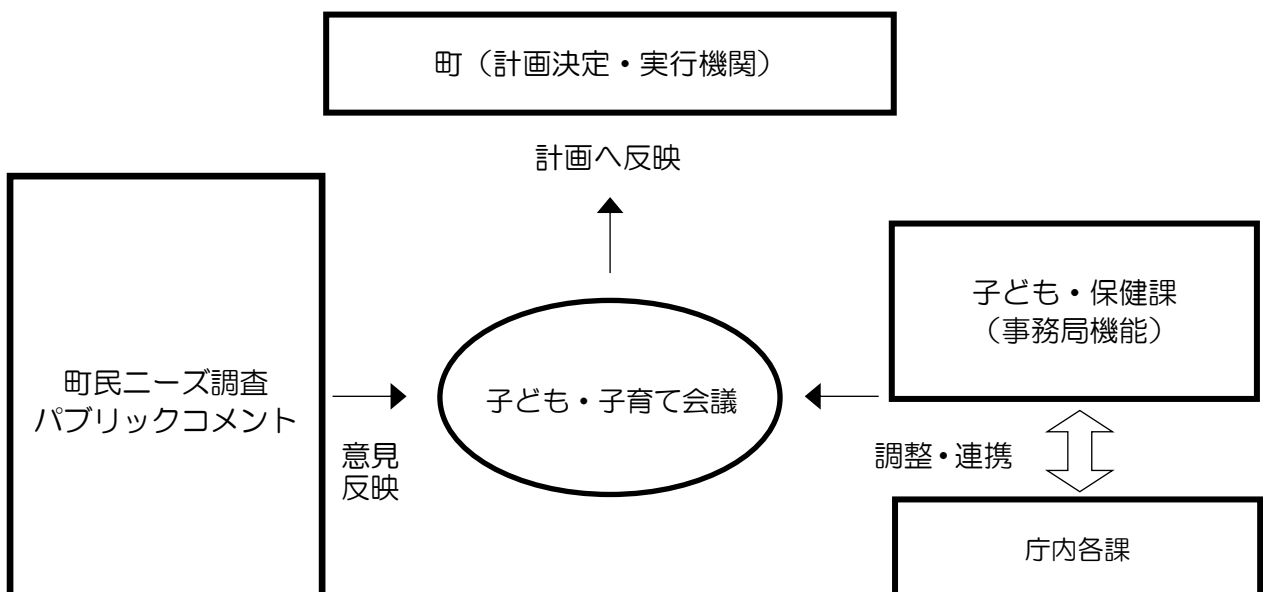 町（計画決定・実行機関）
計画へ反映
子ども・保健課
（事務局機能）
町民ニーズ調査
パブリックコメント
子ども・子育て会議
意見
反映
調整・連携
庁内各課